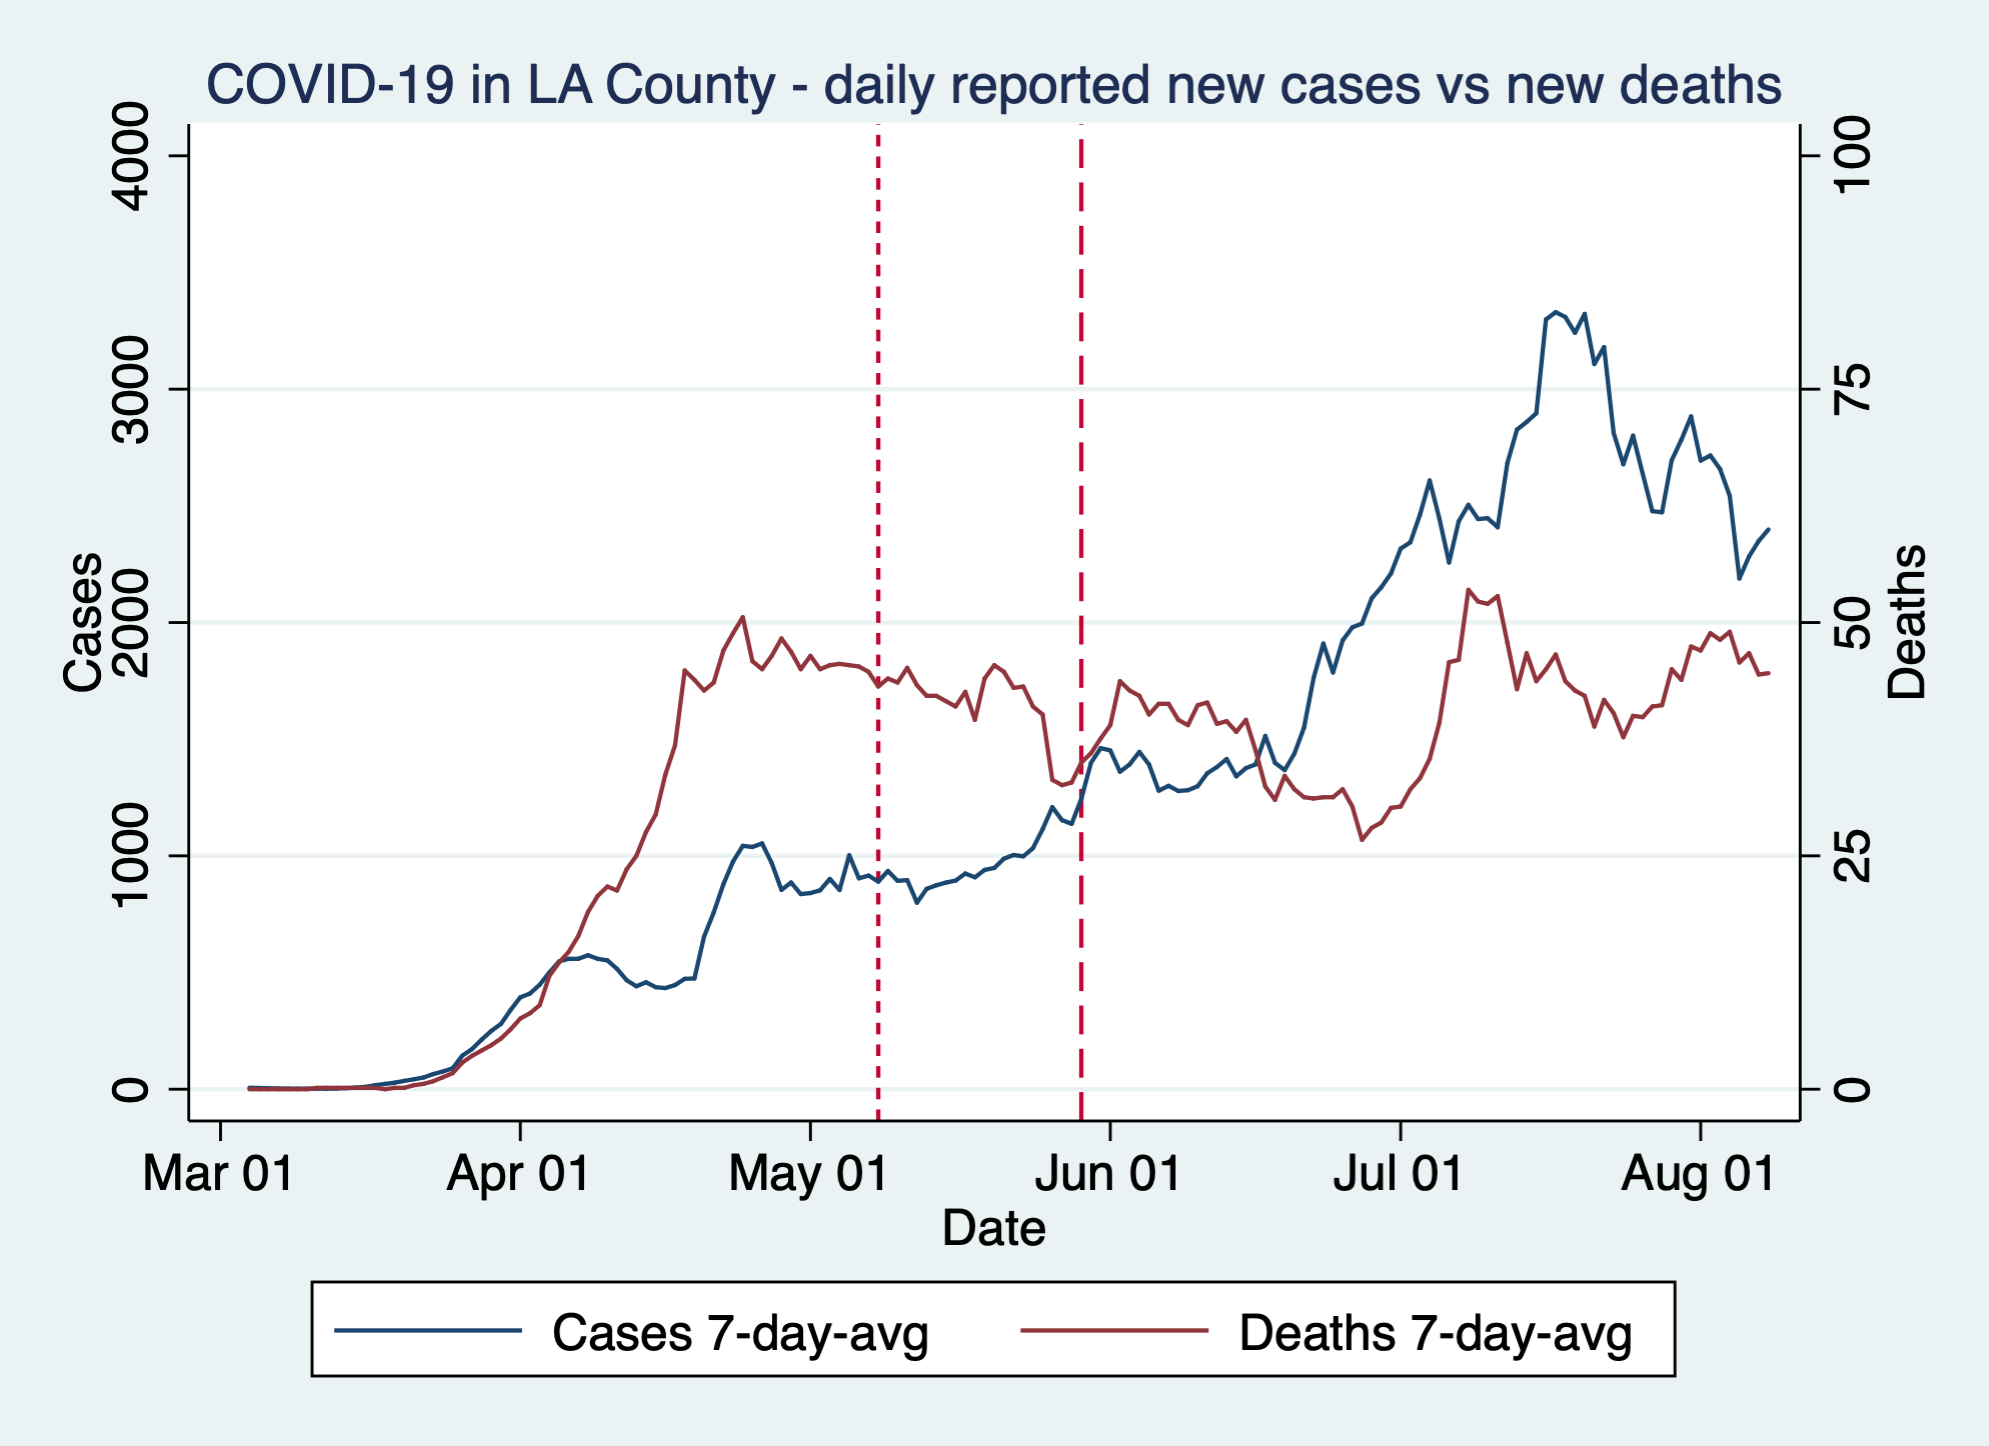 COVID-19 in LA County - daily reported new cases vs new deaths
4000
3000
2000
1000
0
Cases
100
75
50
25
0
Deaths
Mar 01 Apr 01 May 01 Jun 01 Jul 01 Aug 01
Date
Cases 7-day-avg Deaths 7-day-avg